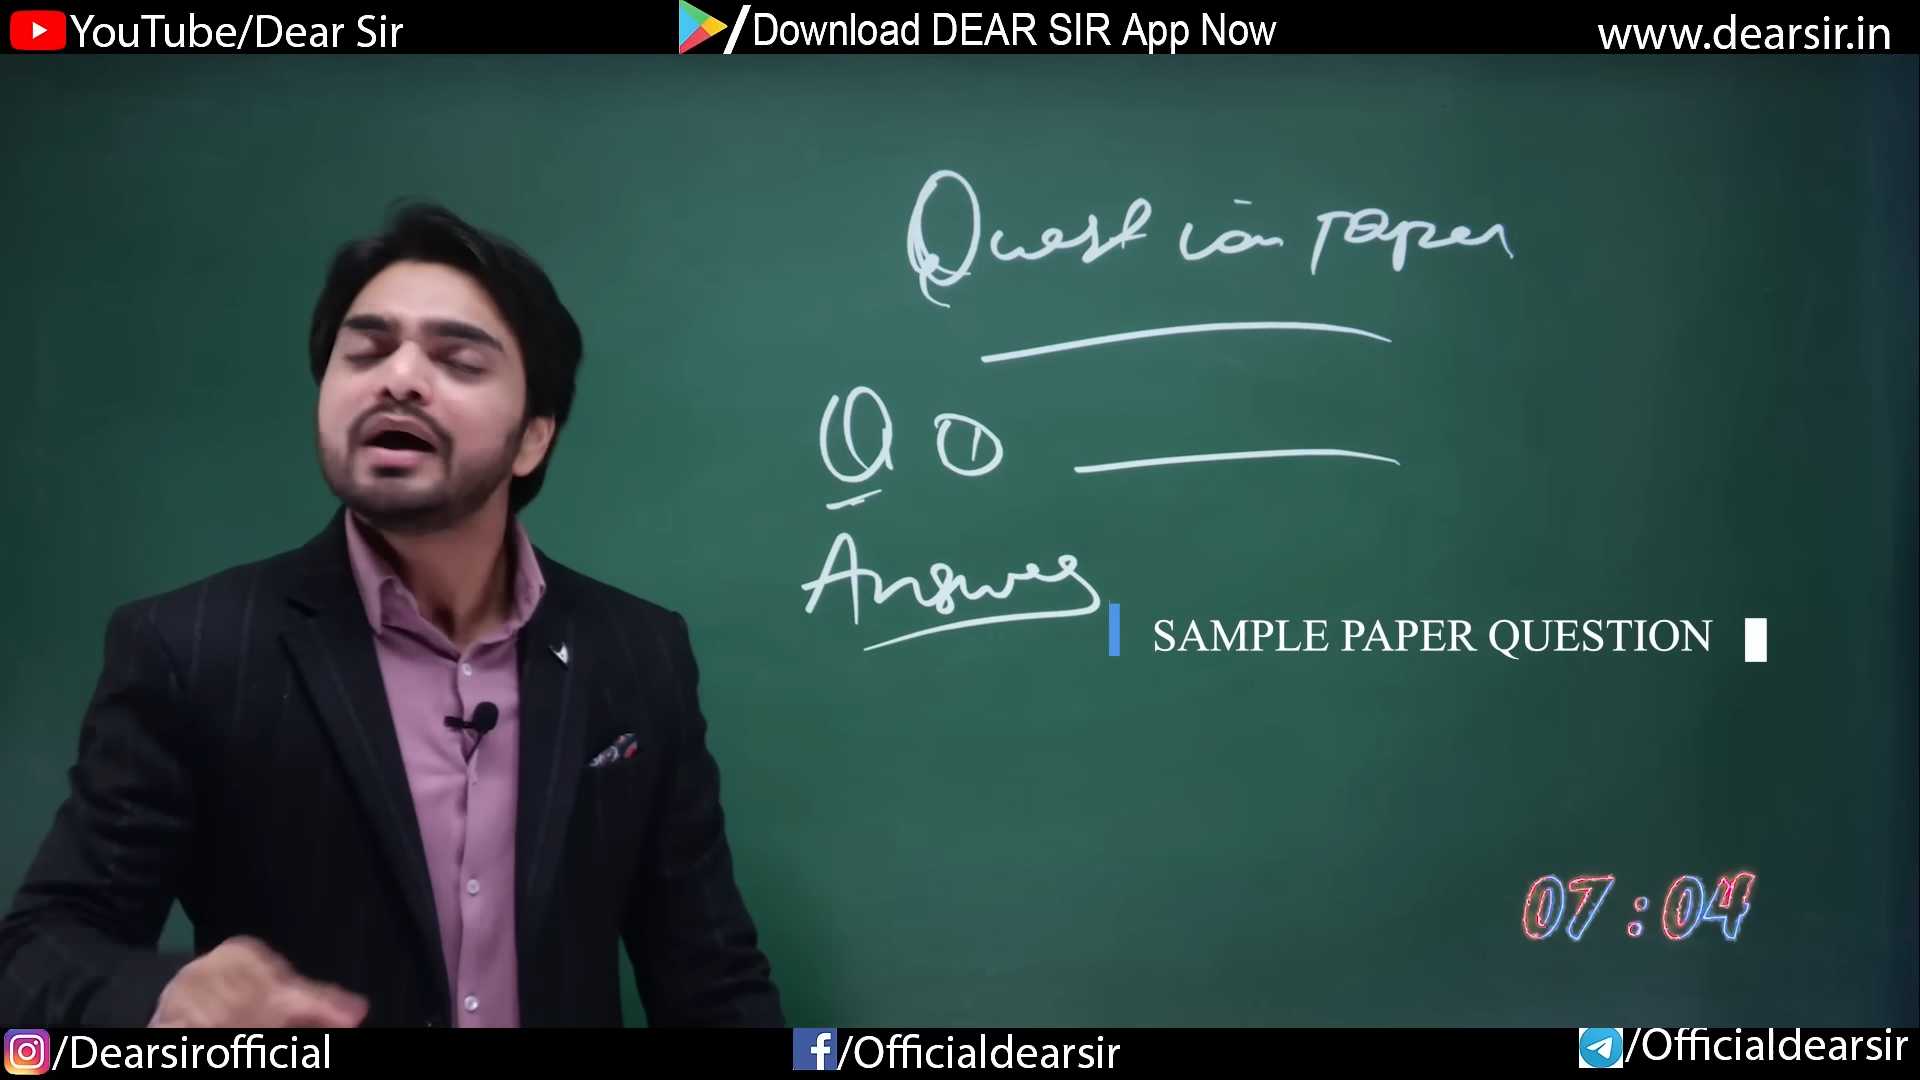 YouTube/Dear Sir
/Download DEAR SIR App Now
www.dearsir.in
Question paper
Q ①
Answer
SAMPLE PAPER QUESTION
07:04
/Dearsirofficial
/Officialdearsir
/Officialdearsir